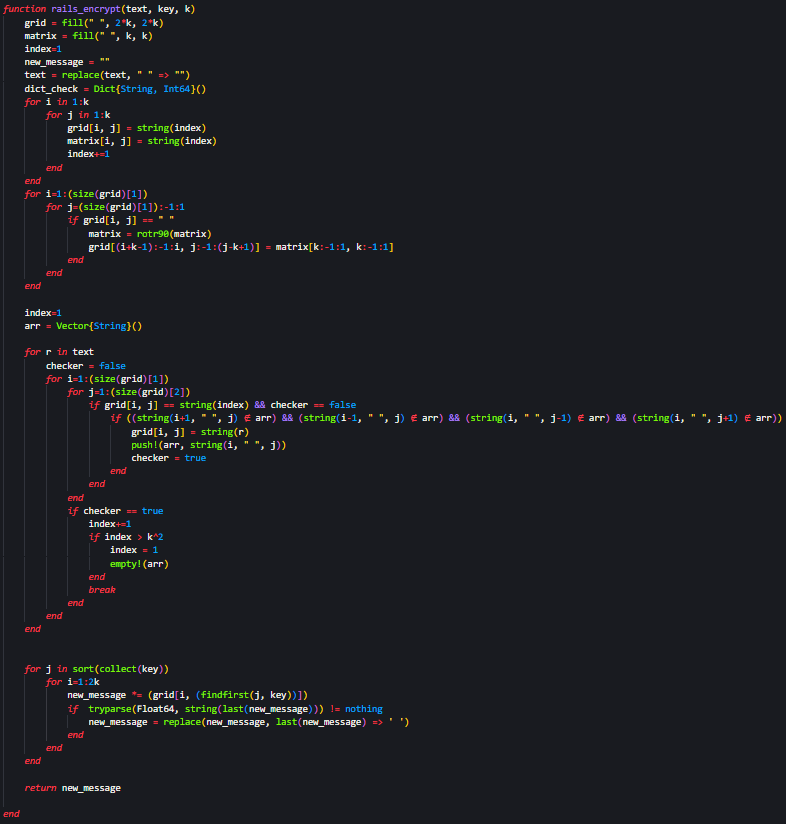 function rails_encrypt(text, key, k)
    grid = fill(" ", 2*k, 2*k)
    matrix = fill(" ", k, k)
    index=1
    new_message = ""
    text = replace(text, " " => "")
    dict_check = Dict{String, Int64}()
    for i in 1:k
        for j in 1:k
            grid[i, j] = string(index)
            matrix[i, j] = string(index)
            index+=1
        end
    end
    for i=1:(size(grid)[1])
        for j=(size(grid)[1]):-1:1
            if grid[i, j] == " "
                matrix = rotr90(matrix)
                grid[(i+k-1):-1:i, j:-1:(j-k+1)] = matrix[k:-1:1, k:-1:1]
            end
        end
    end

    index=1
    arr = Vector{String}()

    for r in text
        checker = false
        for i=1:(size(grid)[1])
            for j=1:(size(grid)[2])
                if grid[i, j] == string(index) && checker == false
                    if ((string(i+1, " ", j) ∉ arr) && (string(i-1, " ", j) ∉ arr) && (string(i, " ", j-1) ∉ arr) && (string(i, " ", j+1) ∉ arr))
                        grid[i, j] = string(r)
                        push!(arr, string(i, " ", j))
                        checker = true
                    end
                end
            end
            if checker == true
                index+=1
                if index > k^2
                    index = 1
                    empty!(arr)
                end
                break
            end
        end
    end


    for j in sort(collect(key))
        for i=1:2k
            new_message *= (grid[i, (findfirst(j, key))])
            if  tryparse(Float64, string(last(new_message))) != nothing
                new_message = replace(new_message, last(new_message) => ' ')
            end
        end
    end

    return new_message

end